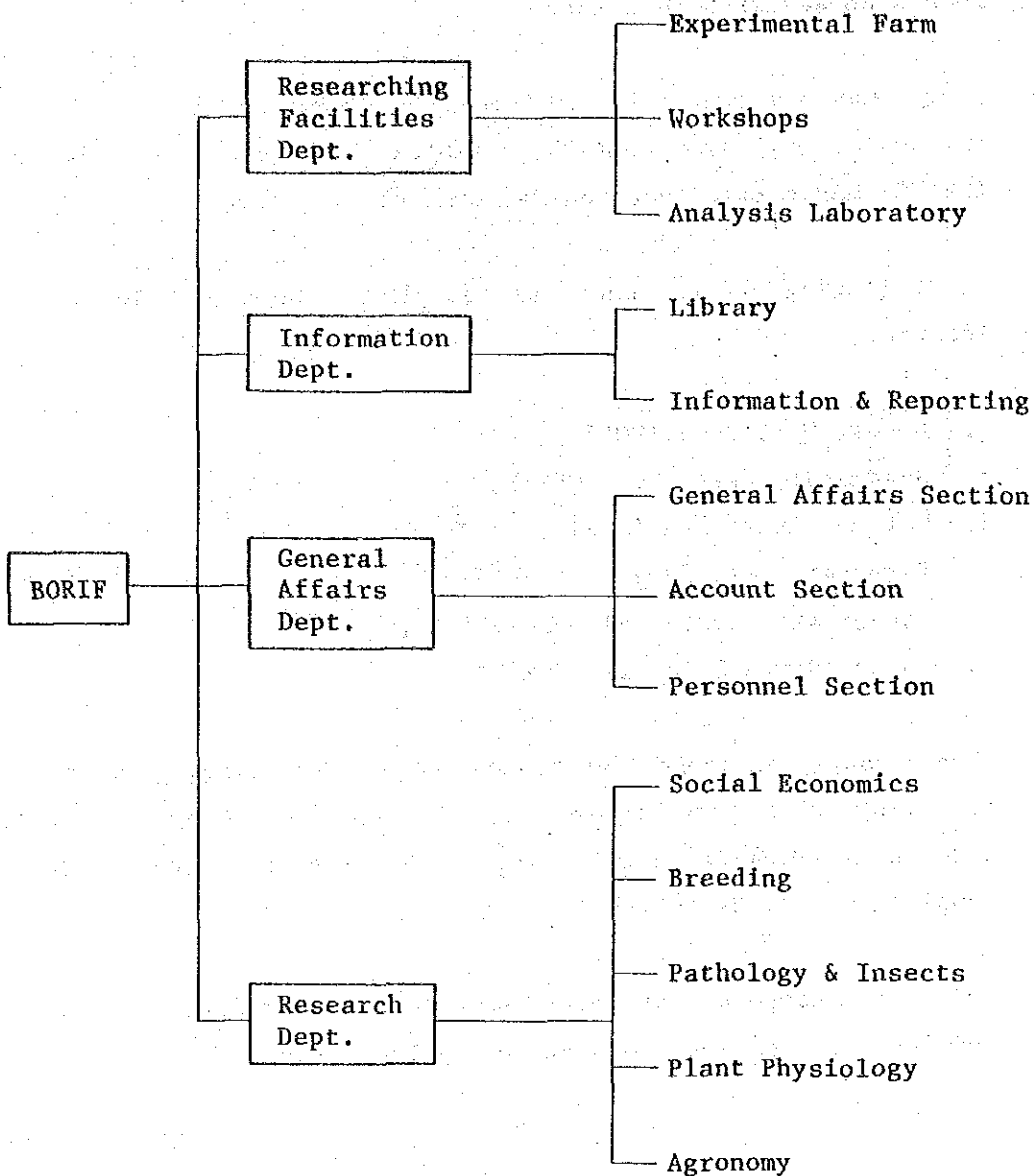 Experimental Farm
Researching
Facilities
Dept.
Workshops
Analysis Laboratory
Library
Information
Dept.
Information & Reporting
General Affairs Section
General
Affairs
Dept.
BORIF
Account Section
Personnel Section
Social Economics
Breeding
Pathology & Insects
Research
Dept.
Plant Physiology
Agronomy